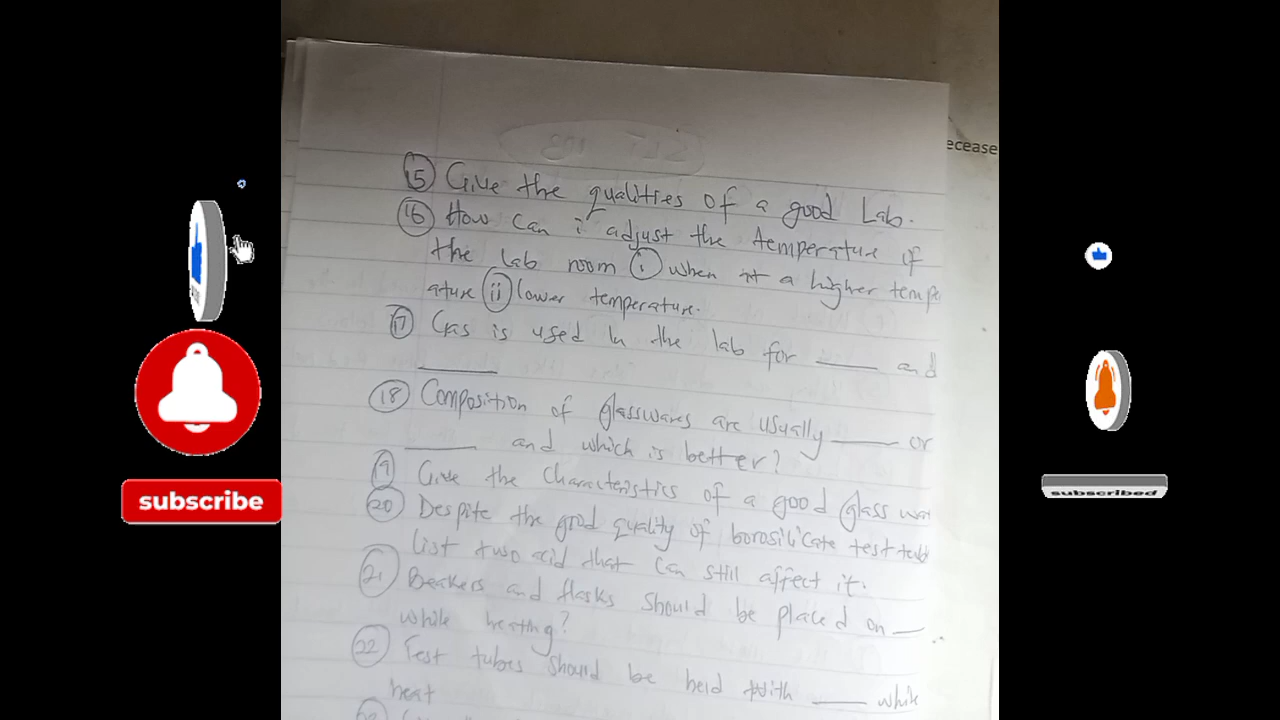 ecease
15 Give the qualities of a good Lab.
16 How can i adjust the temperature of
the lab room i when it a higher tempe
ature ii lower temperature.
17 Gas is used in the lab for ____ and
____
18 Composition of glasswares are usually ____ or
____ and which is better?
19 Give the characteristics of a good glass war
20 Despite the good quality of borosilicate test tub
list two acid that can still affect it.
21 Beakers and flasks should be placed on __
while heating?
22 Test tubes should be held with ____ while
heat
subscribe
subscribed